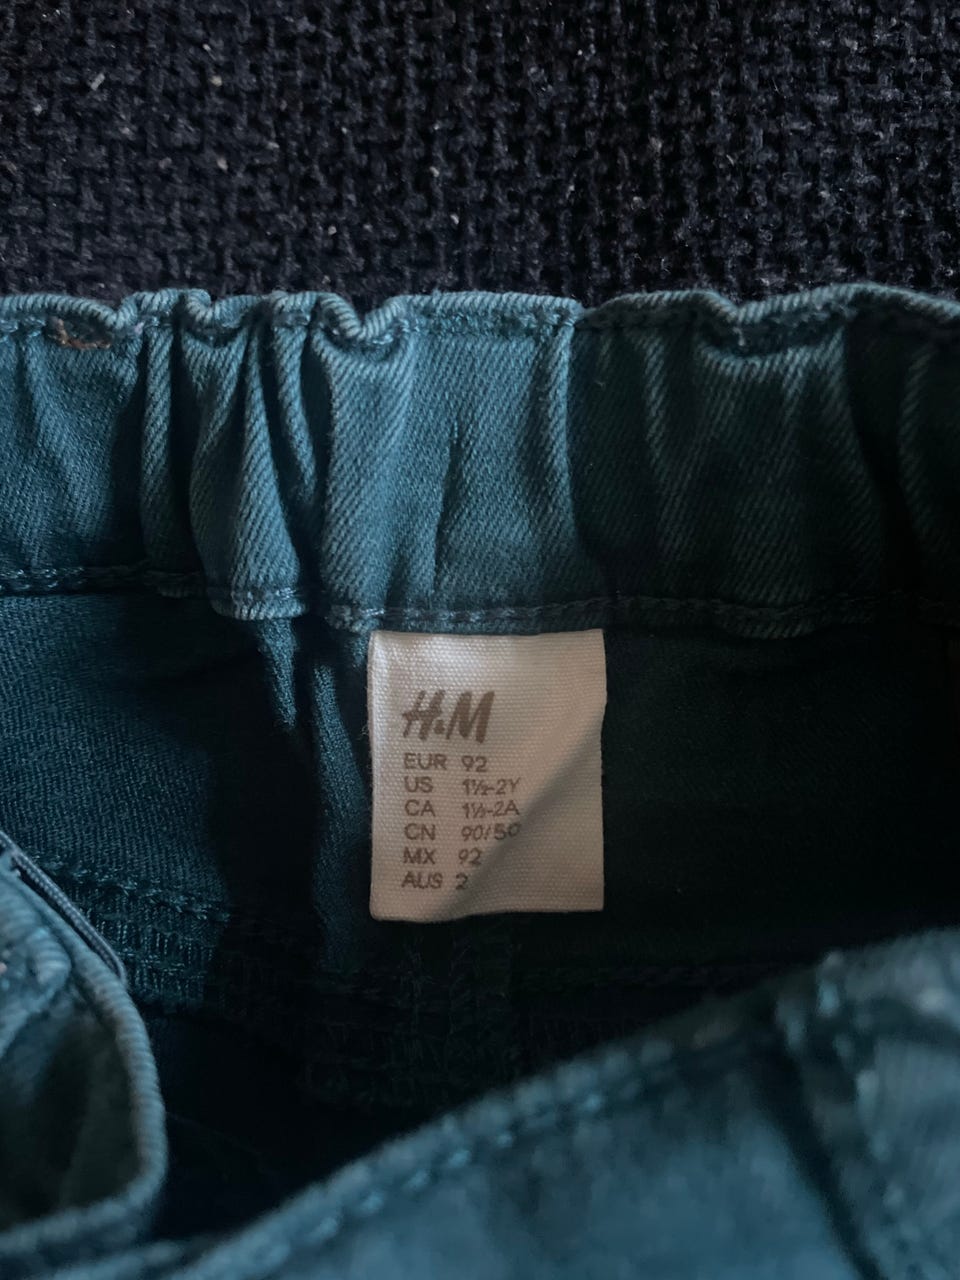 H&M
EUR 92
US 1½-2Y
CA 1½-2A
CN 90/50
MX 92
AUS 2